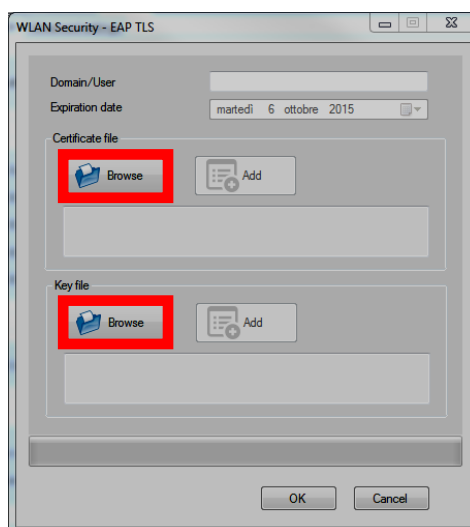 WLAN Security - EAP TLS
Domain/User
Expiration date
martedì 6 ottobre 2015
Certificate file
Browse
Add
Key file
Browse
Add
OK
Cancel